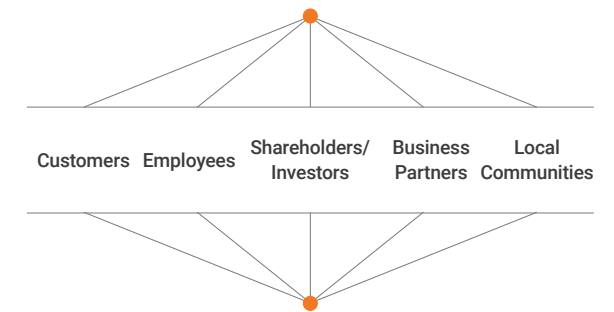 Customers
Employees
Shareholders/
Investors
Business
Partners
Local
Communities